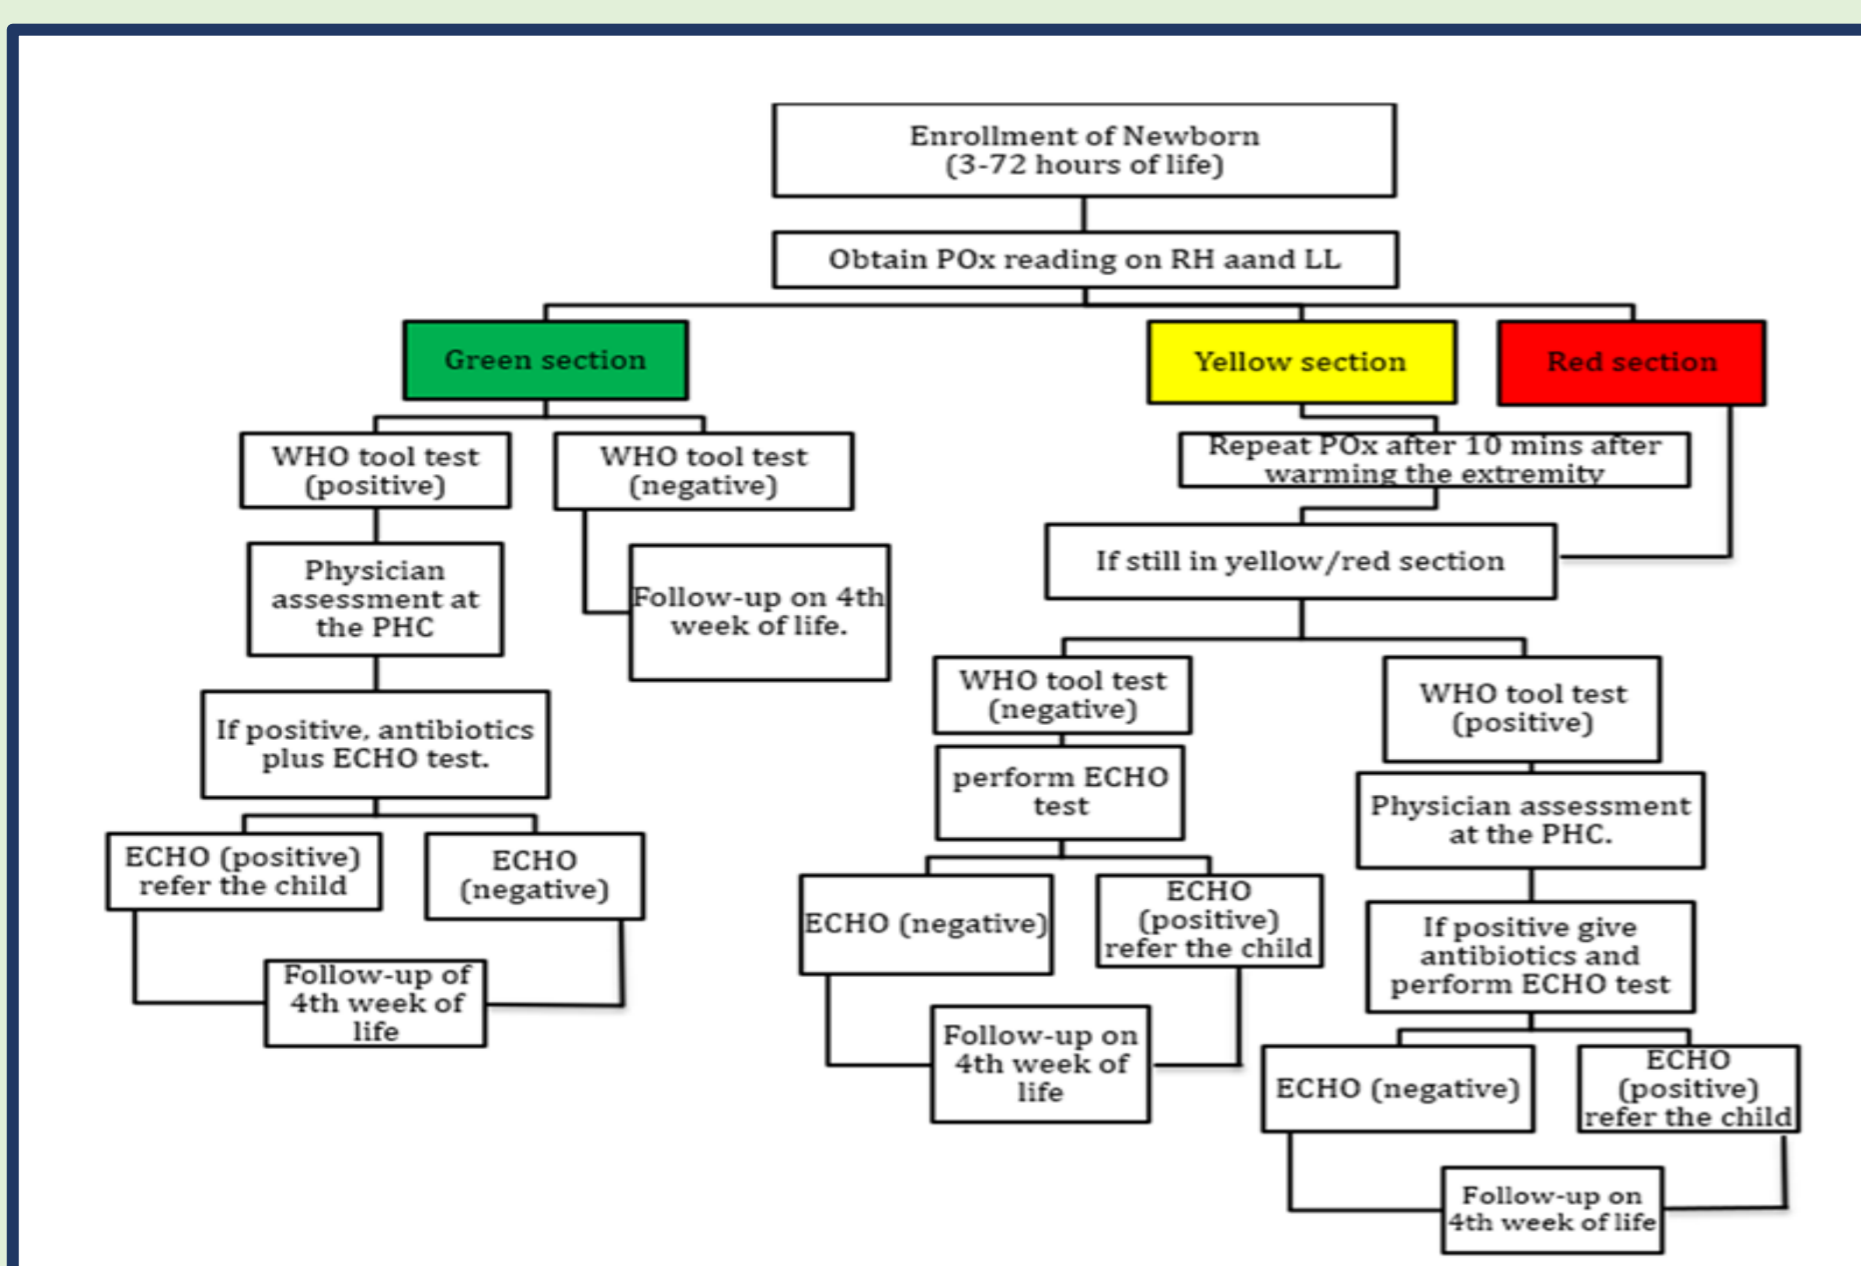 Enrollment of Newborn
(3-72 hours of life)
Obtain POx reading on RH aand LL
Green section
Yellow section
Red section
WHO tool test
(positive)
WHO tool test
(negative)
Repeat POx after 10 mins after
warming the extremity
Physician
assessment at
the PHC
Follow-up on 4th
week of life.
If still in yellow/red section
If positive, antibiotics
plus ECHO test.
WHO tool test
(negative)
WHO tool test
(positive)
perform ECHO
test
Physician assessment
at the PHC.
ECHO (positive)
refer the child
ECHO
(negative)
ECHO (negative)
ECHO
(positive)
refer the child
If positive give
antibiotics and
perform ECHO test
Follow-up of
4th week of
life
Follow-up on
4th week of
life
ECHO (negative)
ECHO
(positive)
refer the child
Follow-up on
4th week of life